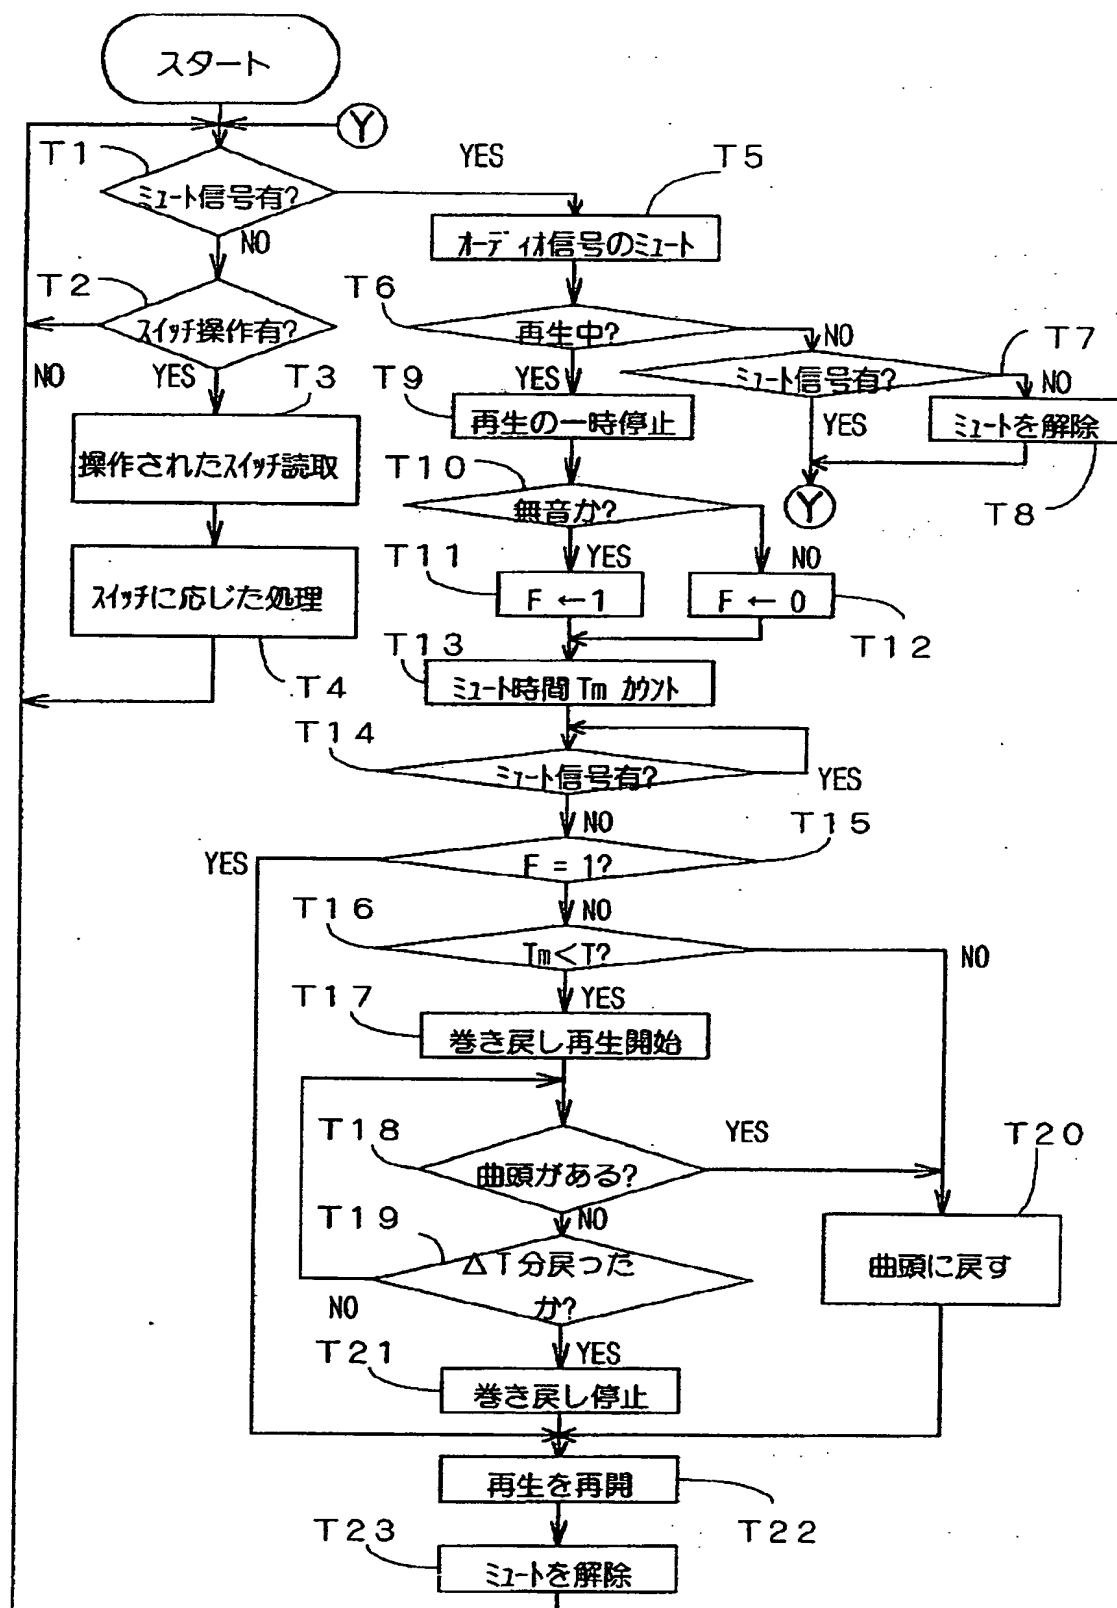 スタート
Y
T1
YES
T5
ミュート信号有?
オーディオ信号のミュート
NO
T2
T6
スイッチ操作有?
再生中?
NO
T7
NO
YES
T3
T9
YES
ミュート信号有?
NO
再生の一時停止
YES
ミュートを解除
操作されたスイッチ読取
T10
無音か?
Y
T8
T11
YES
NO
スイッチに応じた処理
F ← 1
F ← 0
T13
T12
T4
ミュート時間 Tm カウント
T14
ミュート信号有?
YES
NO
T15
YES
F = 1?
T16
NO
Tm<T?
NO
T17
YES
巻き戻し再生開始
T18
YES
T20
曲頭がある?
T19
NO
△T分戻った
か?
曲頭に戻す
NO
T21
YES
巻き戻し停止
再生を再開
T23
T22
ミュートを解除